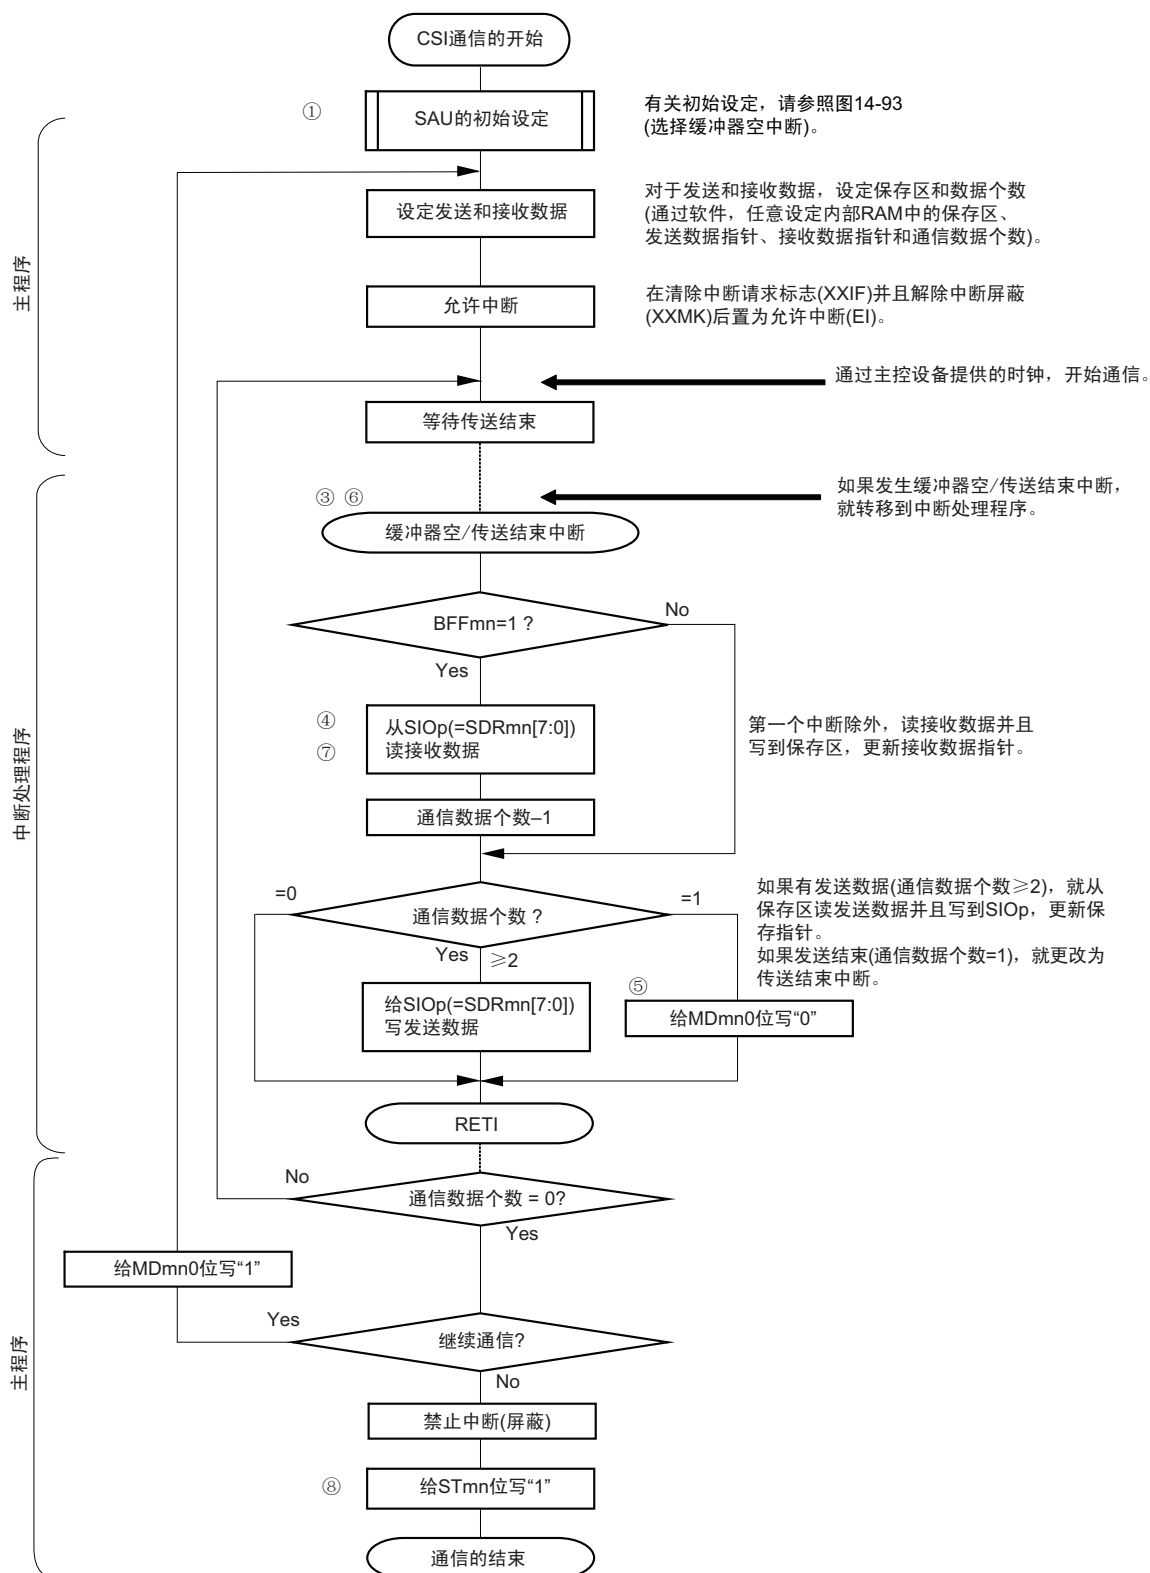 CSI通信的开始
①
SAU的初始设定
有关初始设定，请参照图14-93
(选择缓冲器空中断)。
设定发送和接收数据
对于发送和接收数据，设定保存区和数据个数
(通过软件，任意设定内部RAM中的保存区、
发送数据指针、接收数据指针和通信数据个数)。
主程序
允许中断
在清除中断请求标志(XXIF)并且解除中断屏蔽
(XXMK)后置为允许中断(EI)。
通过主控设备提供的时钟，开始通信。
等待传送结束
③ ⑥
如果发生缓冲器空/传送结束中断，
就转移到中断处理程序。
缓冲器空/传送结束中断
BFFmn=1 ?
No
Yes
④
⑦
从SIOp(=SDRmn[7:0])
读接收数据
第一个中断除外，读接收数据并且
写到保存区，更新接收数据指针。
中断处理程序
通信数据个数–1
=0
通信数据个数 ?
=1
Yes
≥2
如果有发送数据(通信数据个数≥2)，就从
保存区读发送数据并且写到SIOp，更新保
存指针。
如果发送结束(通信数据个数=1)，就更改为
传送结束中断。
给SIOp(=SDRmn[7:0])
写发送数据
⑤
给MDmn0位写“0”
RETI
No
通信数据个数 = 0?
Yes
给MDmn0位写“1”
Yes
继续通信?
No
主程序
禁止中断(屏蔽)
⑧
给STmn位写“1”
通信的结束